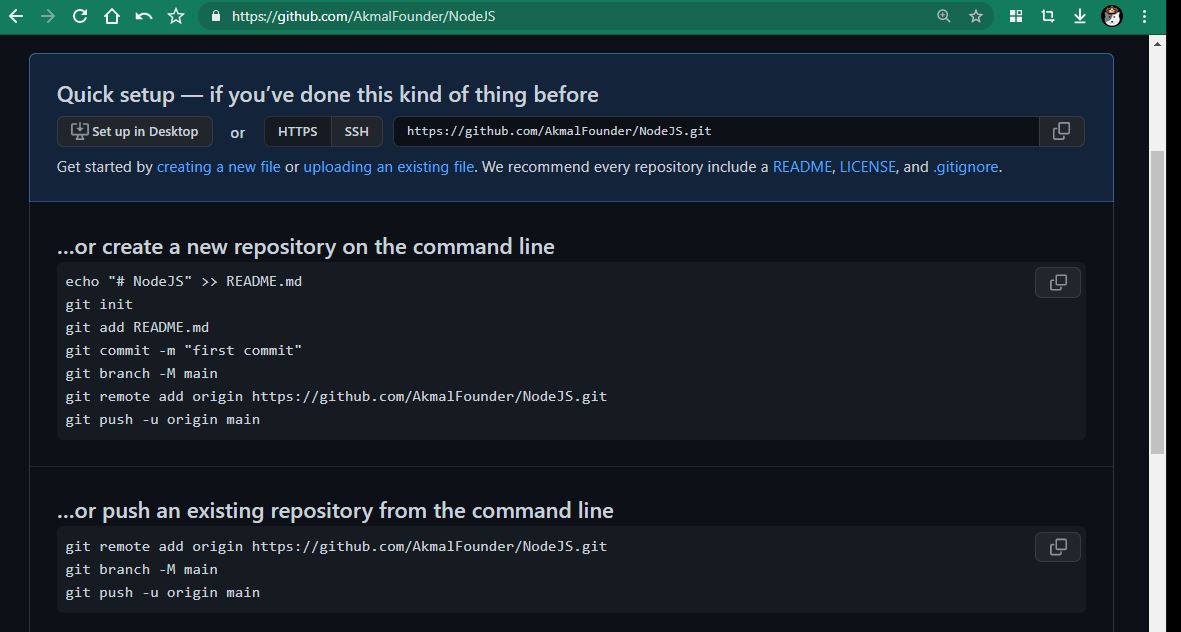 https://github.com/AkmalFounder/NodeJS
Quick setup — if you've done this kind of thing before
Set up in Desktop or HTTPS SSH https://github.com/AkmalFounder/NodeJS.git
Get started by creating a new file or uploading an existing file. We recommend every repository include a README, LICENSE, and .gitignore.
...or create a new repository on the command line
echo "# NodeJS" >> README.md
git init
git add README.md
git commit -m "first commit"
git branch -M main
git remote add origin https://github.com/AkmalFounder/NodeJS.git
git push -u origin main
...or push an existing repository from the command line
git remote add origin https://github.com/AkmalFounder/NodeJS.git
git branch -M main
git push -u origin main